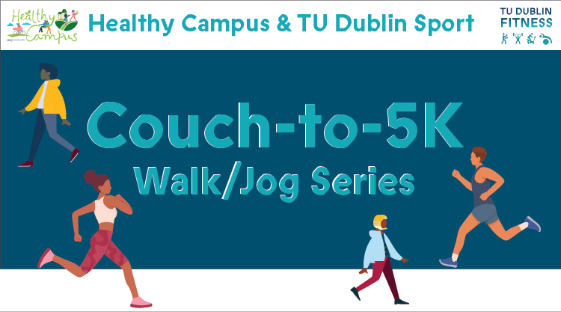 Healthy Campus
Healthy Campus & TU Dublin Sport
TU DUBLIN
FITNESS
Couch-to-5K
Walk/Jog Series